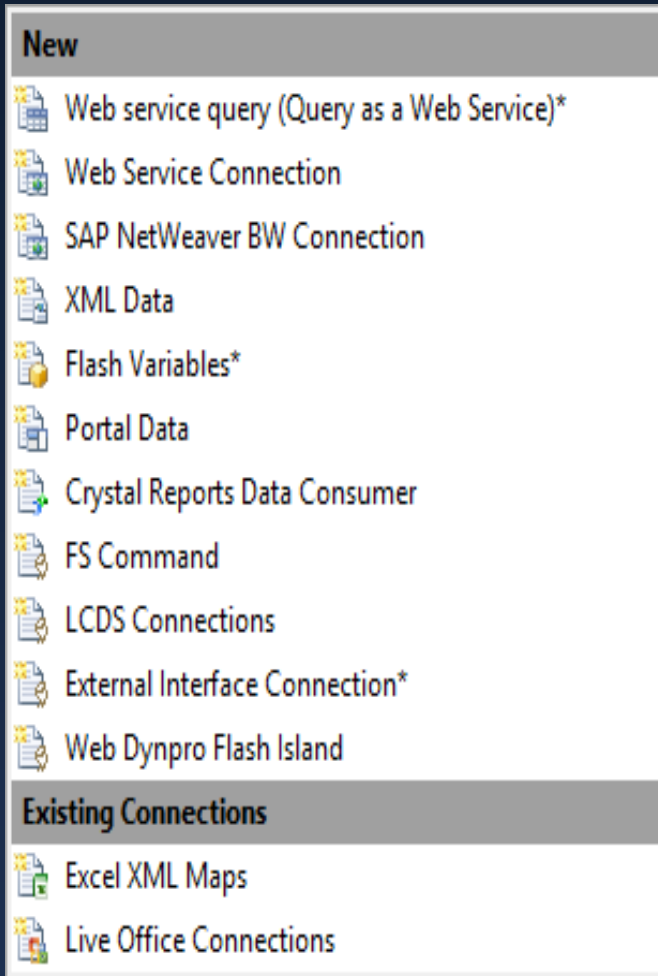 New
Web service query (Query as a Web Service)*
Web Service Connection
SAP NetWeaver BW Connection
XML Data
Flash Variables*
Portal Data
Crystal Reports Data Consumer
FS Command
LCDS Connections
External Interface Connection*
Web Dynpro Flash Island
Existing Connections
Excel XML Maps
Live Office Connections